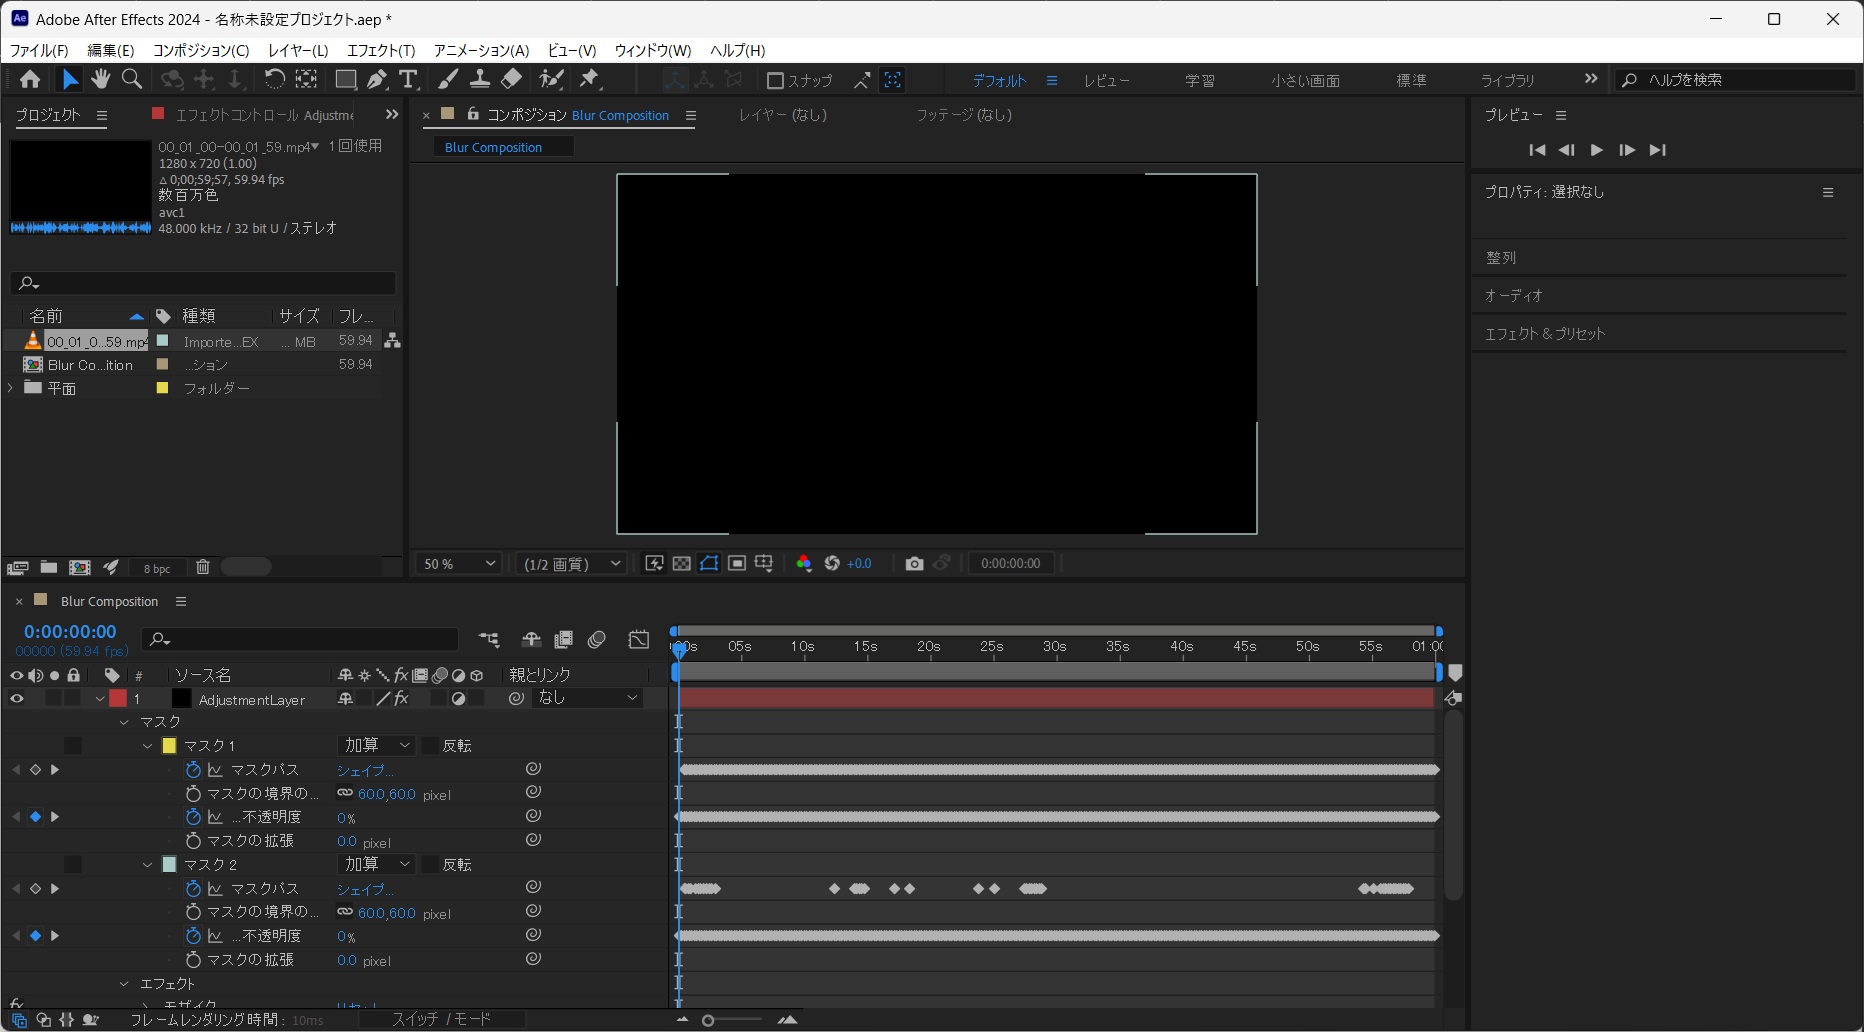 Ae Adobe After Effects 2024 - 名称未設定プロジェクト.aep *
ファイル(F) 編集(E) コンポジション(C) レイヤー(L) エフェクト(T) アニメーション(A) ビュー(V) ウィンドウ(W) ヘルプ(H)
スナップ デフォルト レビュー 学習 小さい画面 標準 ライブラリ ヘルプを検索
プロジェクト エフェクトコントロール Adjustme
コンポジション Blur Composition レイヤー (なし) フッテージ (なし)
Blur Composition
00_01_00-00_01_59.mp4 1 回使用
1280 x 720 (1.00)
△ 0;00;59;57, 59.94 fps
数百万色
avc1
48.000 kHz / 32 bit U / ステレオ
名前 種類 サイズ フレ...
00_01_0...59.mp4 Importe...EX ... MB 59.94
Blur Co...ition ...ション 59.94
平面 フォルダー
8 bpc
50 % (1/2 画質) +0.0 0:00:00:00
プレビュー
プロパティ: 選択なし
整列
オーディオ
エフェクト＆プリセット
Blur Composition
0:00:00:00
00000 (59.94 fps)
00s 05s 10s 15s 20s 25s 30s 35s 40s 45s 50s 55s 01:00
# ソース名 fx 親とリンク
1 AdjustmentLayer fx なし
マスク
マスク 1 加算 反転
マスクパス シェイプ...
マスクの境界の... 60.0,60.0 pixel
...不透明度 0%
マスクの拡張 0.0 pixel
マスク 2 加算 反転
マスクパス シェイプ...
マスクの境界の... 60.0,60.0 pixel
...不透明度 0%
マスクの拡張 0.0 pixel
エフェクト
fx モザイク リセット
フレームレンダリング時間: 10ms スイッチ / モード